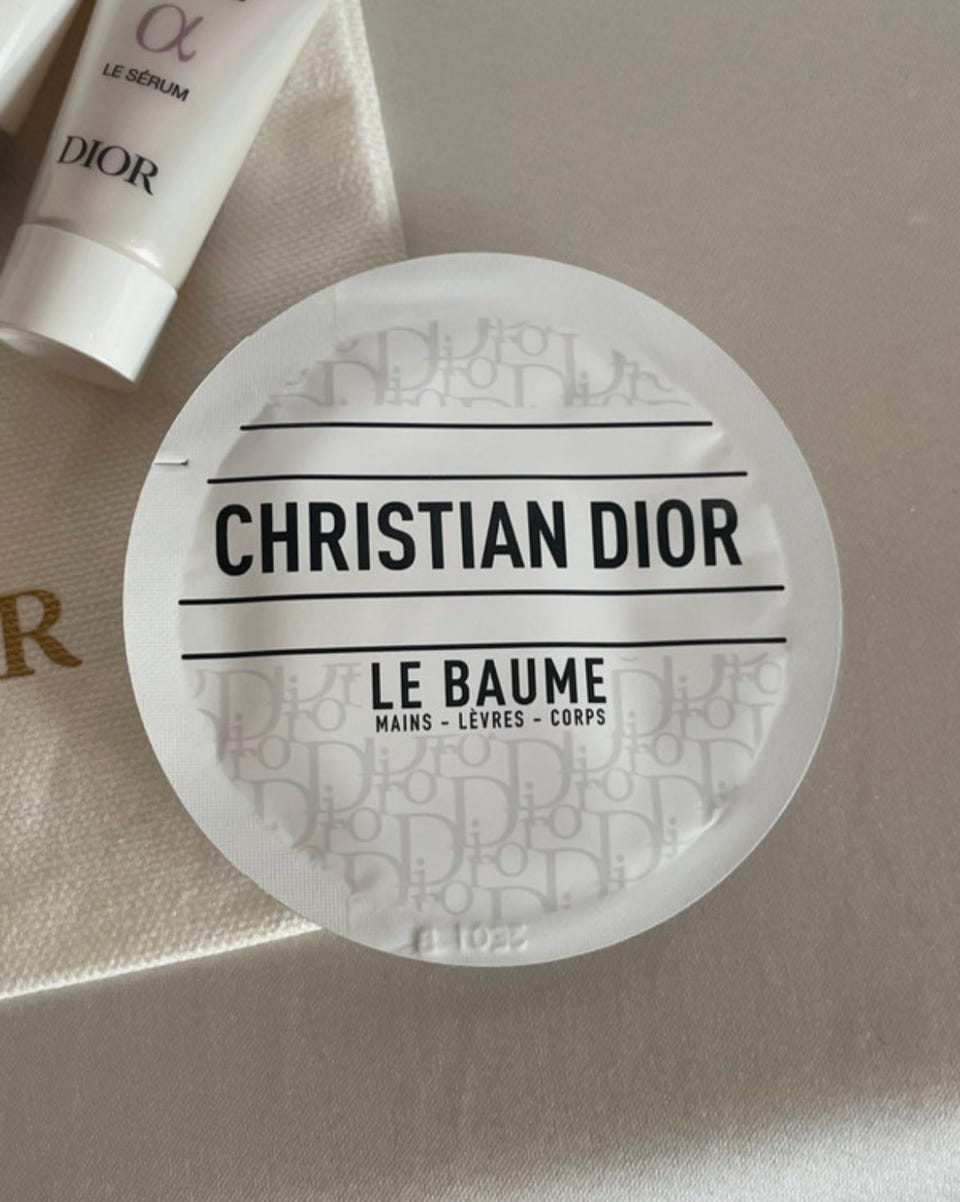 α
LE SÉRUM
DIOR
CHRISTIAN DIOR
LE BAUME
MAINS - LÈVRES - CORPS
R